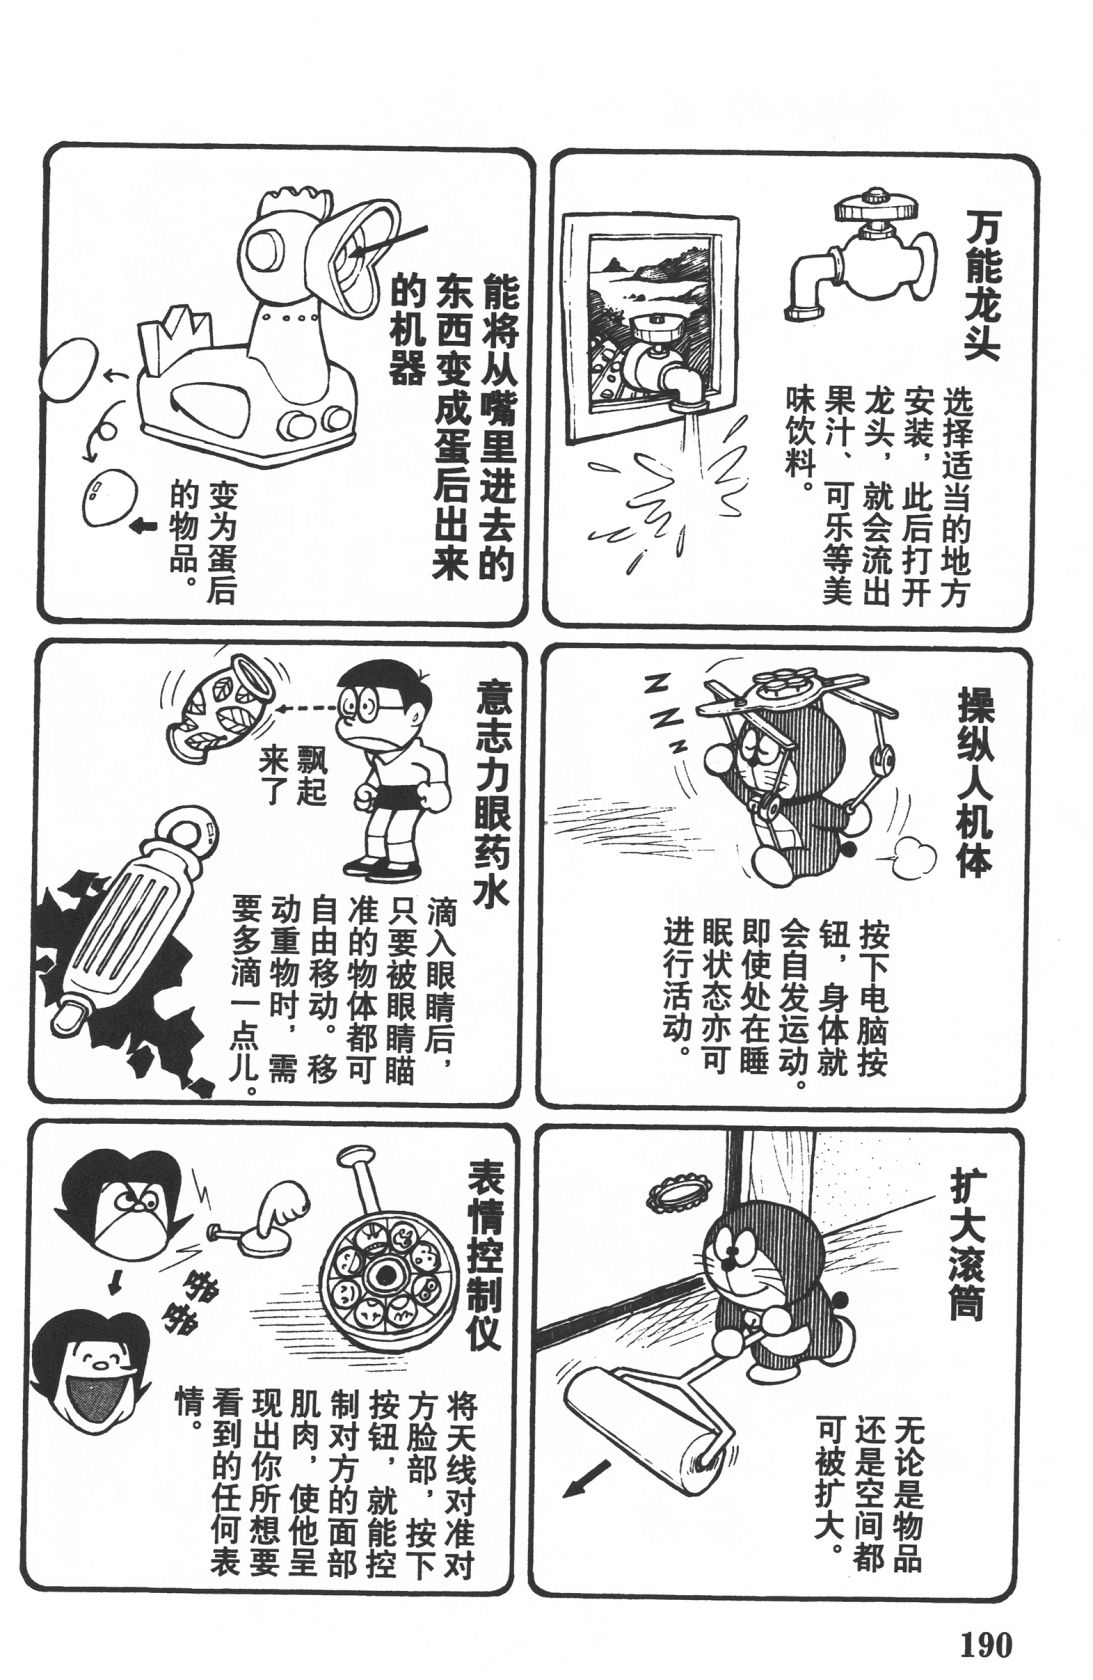 万能龙头
选择适当的地方
安装，此后打开
龙头，就会流出
果汁、可乐等美
味饮料。
能将从嘴里进去的
东西变成蛋后出来
的机器
变为蛋后
的物品。
操纵人机体
N
N
N
按下电脑按
钮，身体就
会自发运动。
即使处在睡
眠状态亦可
进行活动。
意志力眼药水
飘起
来了
滴入眼睛后，
只要被眼睛瞄
准的物体都可
自由移动。移
动重物时，需
要多滴一点儿。
扩大滚筒
无论是物品
还是空间都
可被扩大。
表情控制仪
啪
啪
将天线对准对
方脸部，按下
按钮，就能控
制对方的面部
肌肉，使他呈
现出你所想要
看到的任何表
情。
190